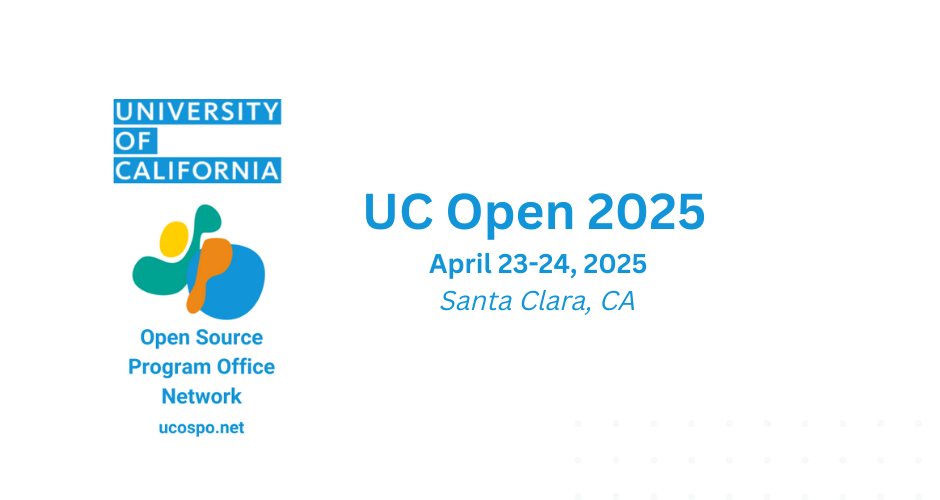 UNIVERSITY
OF
CALIFORNIA
Open Source
Program Office
Network
ucospo.net
UC Open 2025
April 23-24, 2025
Santa Clara, CA